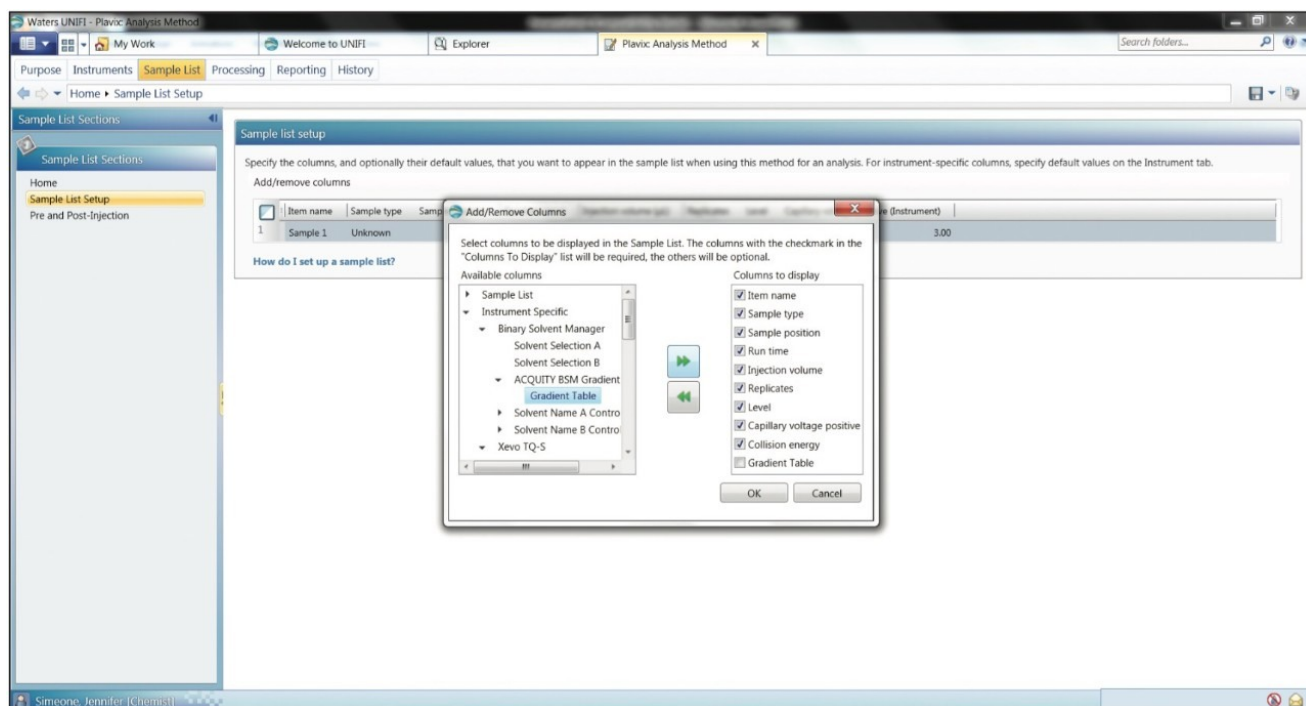 Waters UNIFI - Plavix Analysis Method
My Work
Welcome to UNIFI
Explorer
Plavix Analysis Method
Search folders...
Purpose Instruments Sample List Processing Reporting History
Home Sample List Setup
Sample List Sections
Sample List Sections
Home
Sample List Setup
Pre and Post-Injection
Sample list setup
Specify the columns, and optionally their default values, that you want to appear in the sample list when using this method for an analysis. For instrument-specific columns, specify default values on the Instrument tab.
Add/remove columns
Item name Sample type Samp
(Instrument)
1 Sample 1 Unknown 3.00
How do I set up a sample list?
Add/Remove Columns
Select columns to be displayed in the Sample List. The columns with the checkmark in the
"Columns To Display" list will be required, the others will be optional.
Available columns
Sample List
Instrument Specific
Binary Solvent Manager
Solvent Selection A
Solvent Selection B
ACQUITY BSM Gradient
Gradient Table
Solvent Name A Contro
Solvent Name B Contro
Xevo TQ-S
Columns to display
Item name
Sample type
Sample position
Run time
Injection volume
Replicates
Level
Capillary voltage positive
Collision energy
Gradient Table
OK Cancel
Simeone, Jennifer [Chemist]